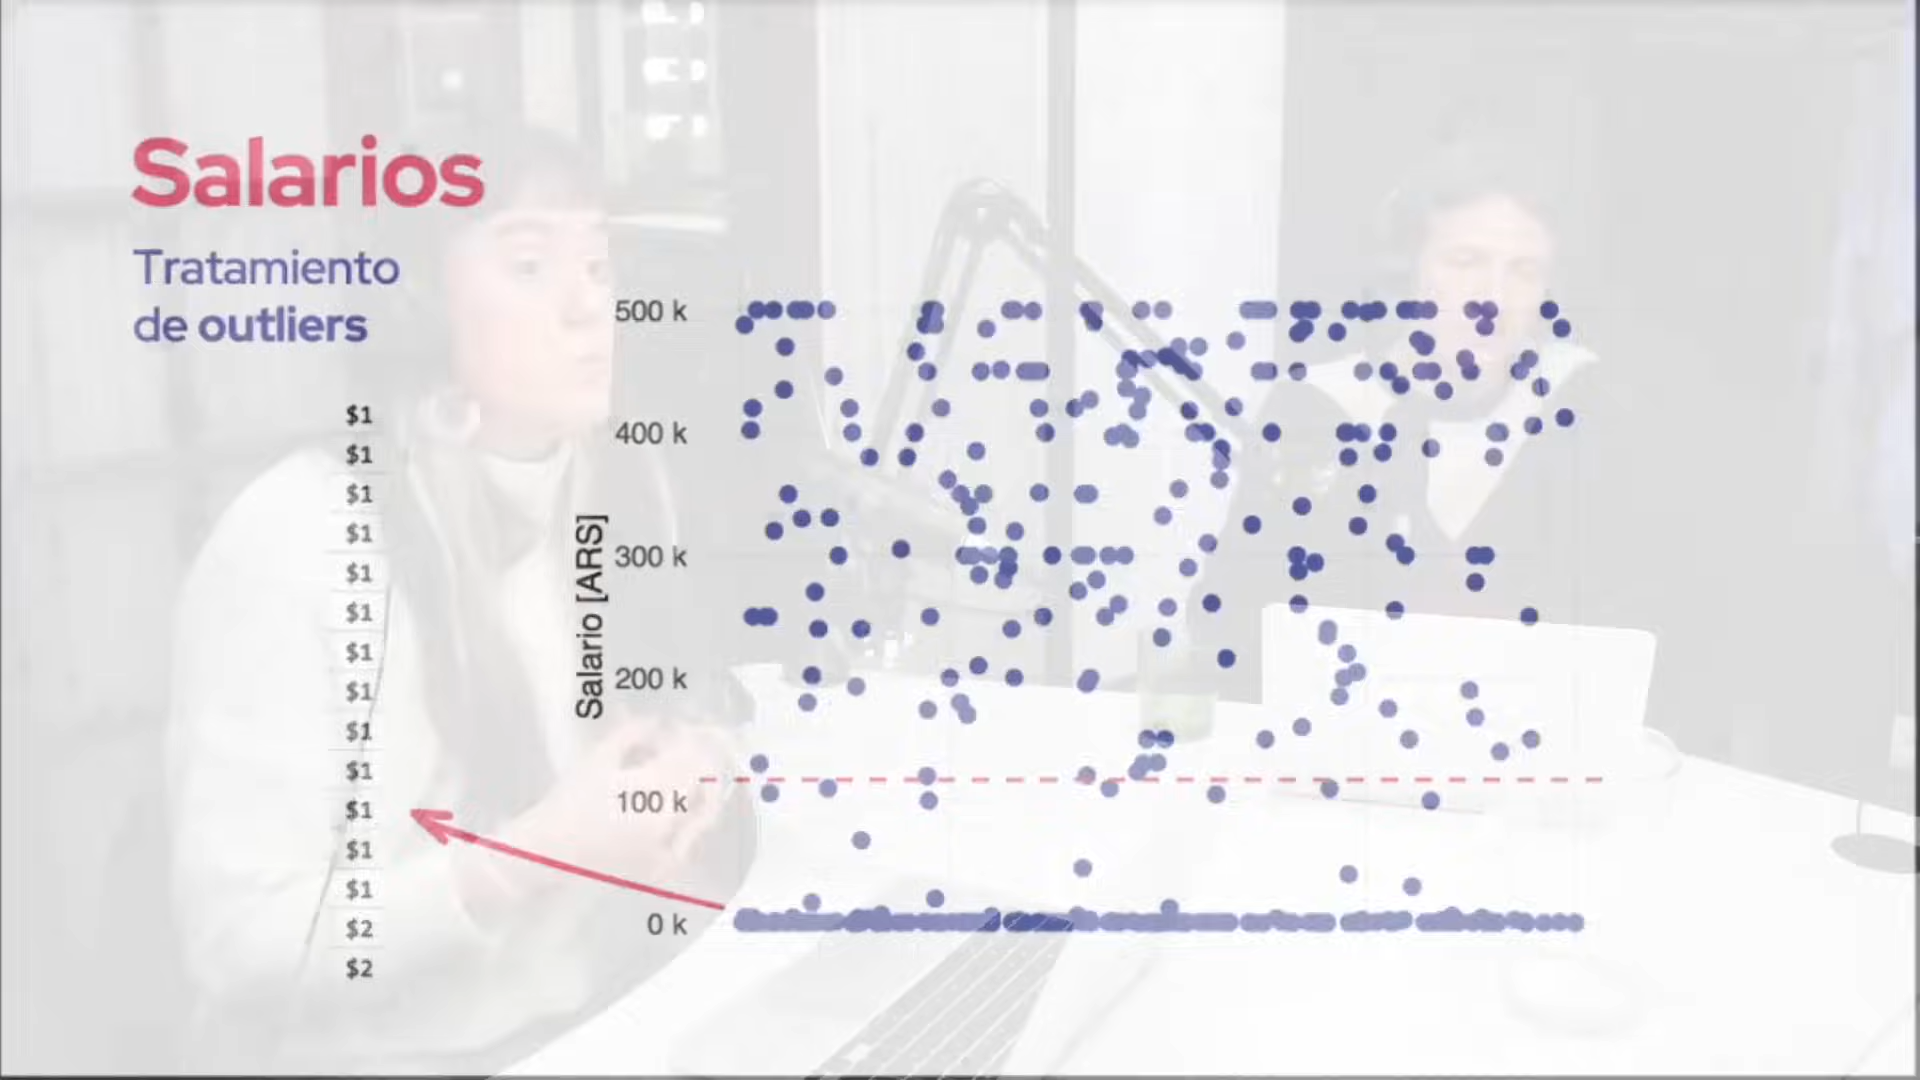 Salarios
Tratamiento
de outliers
$1
$1
$1
$1
$1
$1
$1
$1
$1
$1
$1
$1
$1
$2
$2
Salario [ARS]
500 k
400 k
300 k
200 k
100 k
0 k